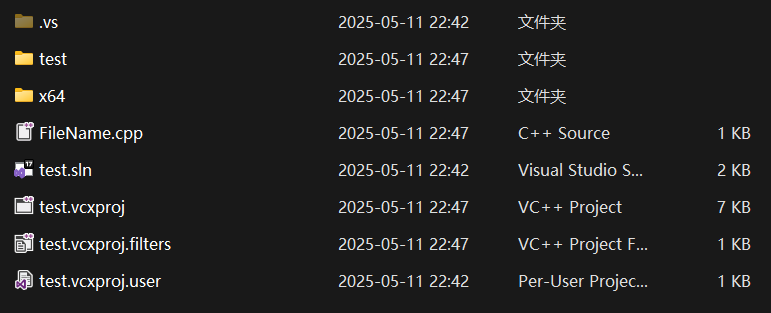 .vs 2025-05-11 22:42 文件夹
test 2025-05-11 22:47 文件夹
x64 2025-05-11 22:47 文件夹
FileName.cpp 2025-05-11 22:47 C++ Source 1 KB
test.sln 2025-05-11 22:42 Visual Studio S... 2 KB
test.vcxproj 2025-05-11 22:47 VC++ Project 7 KB
test.vcxproj.filters 2025-05-11 22:47 VC++ Project F... 1 KB
test.vcxproj.user 2025-05-11 22:42 Per-User Projec... 1 KB